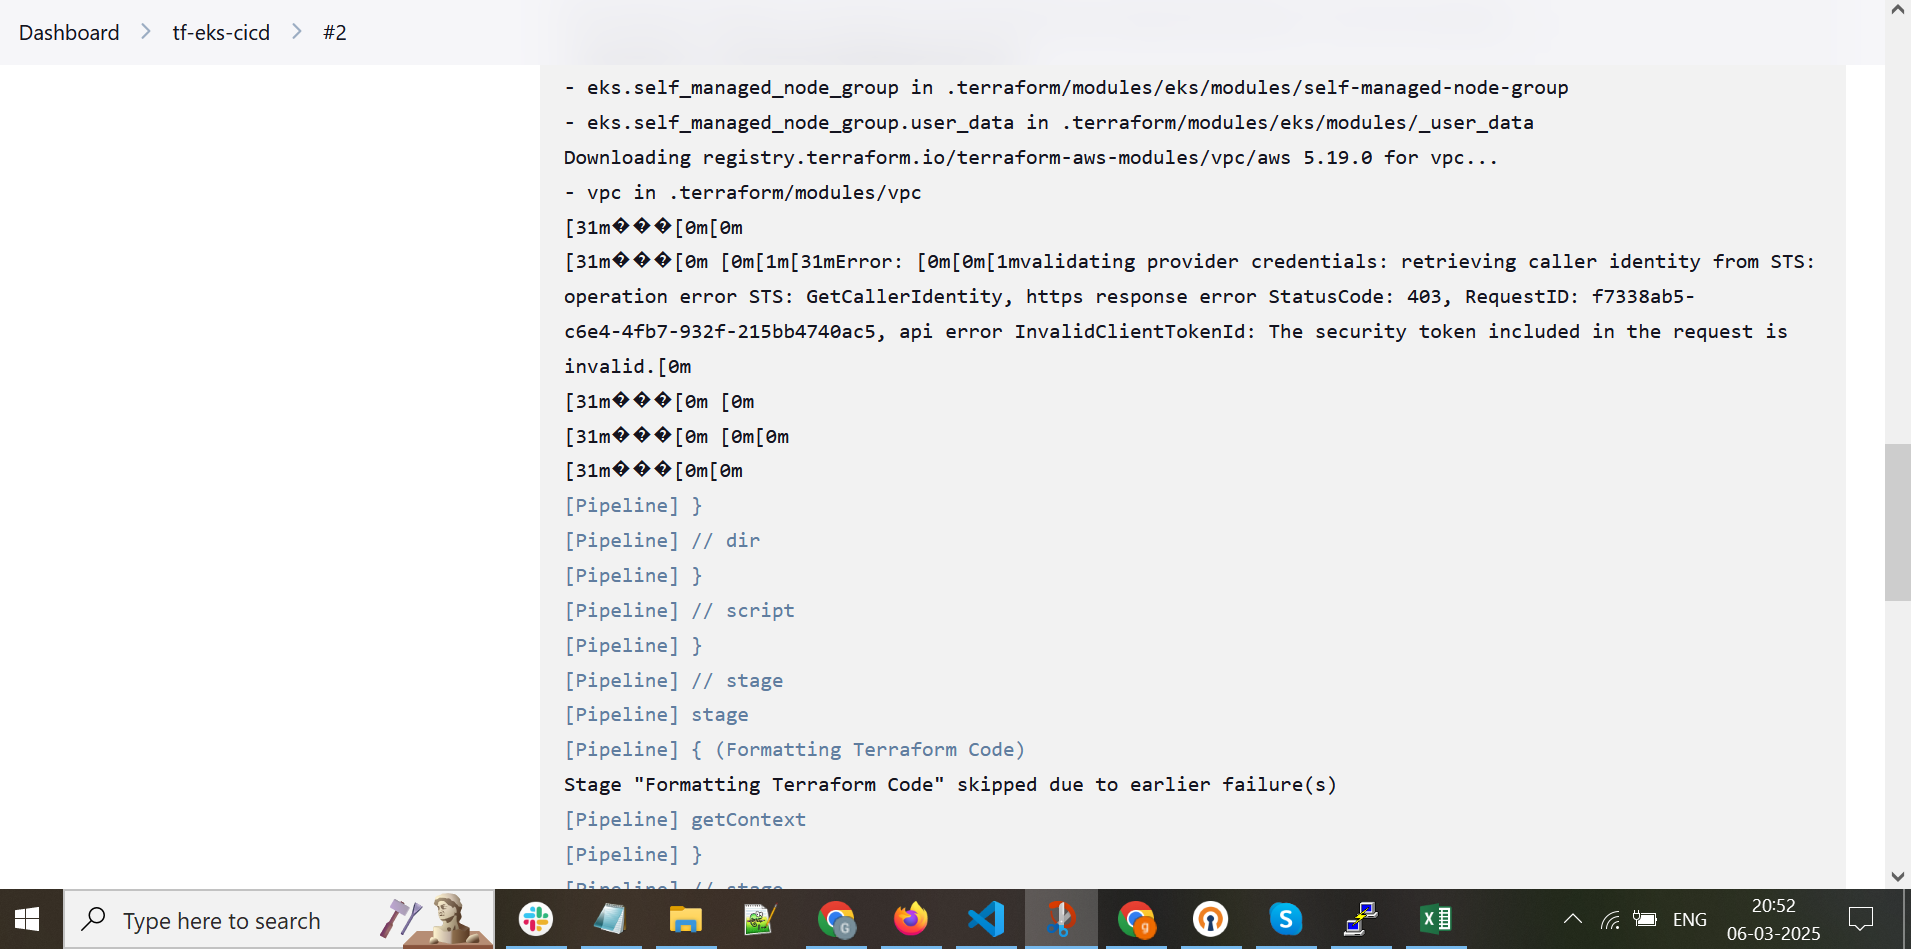 Dashboard > tf-eks-cicd > #2
- eks.self_managed_node_group in .terraform/modules/eks/modules/self-managed-node-group
- eks.self_managed_node_group.user_data in .terraform/modules/eks/modules/_user_data
Downloading registry.terraform.io/terraform-aws-modules/vpc/aws 5.19.0 for vpc...
- vpc in .terraform/modules/vpc
[31m���[0m[0m
[31m���[0m [0m[1m[31mError: [0m[0m[1mvalidating provider credentials: retrieving caller identity from STS:
operation error STS: GetCallerIdentity, https response error StatusCode: 403, RequestID: f7338ab5-
c6e4-4fb7-932f-215bb4740ac5, api error InvalidClientTokenId: The security token included in the request is
invalid.[0m
[31m���[0m [0m
[31m���[0m [0m[0m
[31m���[0m[0m
[Pipeline] }
[Pipeline] // dir
[Pipeline] }
[Pipeline] // script
[Pipeline] }
[Pipeline] // stage
[Pipeline] stage
[Pipeline] { (Formatting Terraform Code)
Stage "Formatting Terraform Code" skipped due to earlier failure(s)
[Pipeline] getContext
[Pipeline] }
[Pipeline] // stage
Type here to search
ENG
20:52
06-03-2025